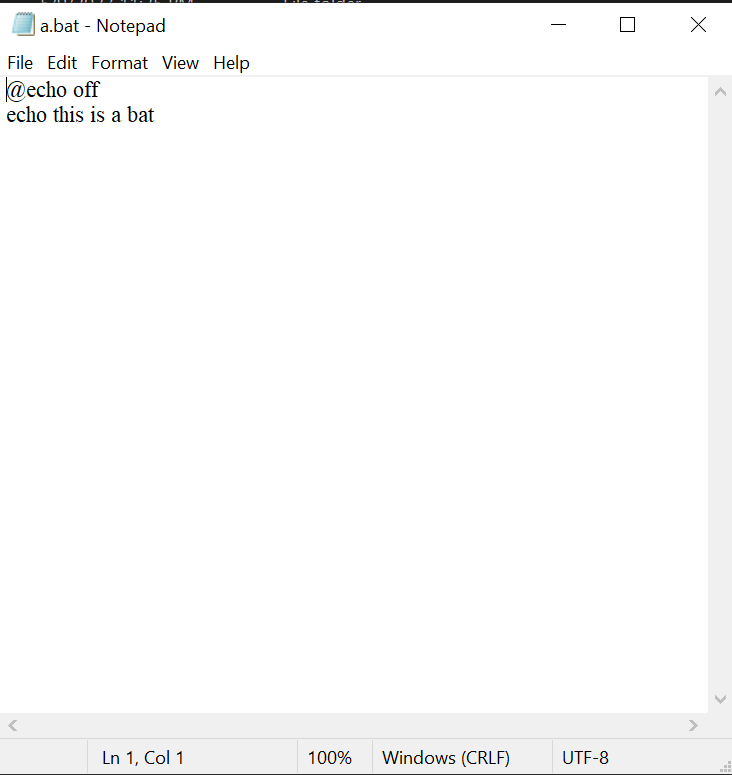 a.bat - Notepad
File Edit Format View Help
@echo off
echo this is a bat
Ln 1, Col 1 100% Windows (CRLF) UTF-8